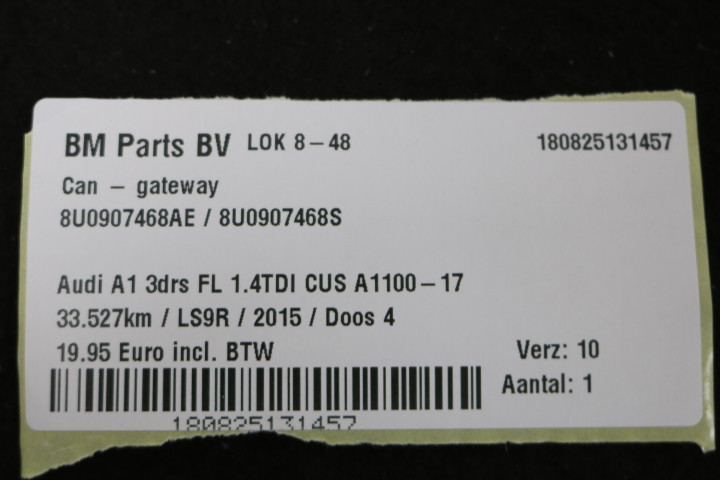 BM Parts BV LOK 8-48 180825131457
Can - gateway
8U0907468AE / 8U0907468S
Audi A1 3drs FL 1.4TDI CUS A1100-17
33.527km / LS9R / 2015 / Doos 4
19.95 Euro incl. BTW Verz: 10
Aantal: 1
180825131457